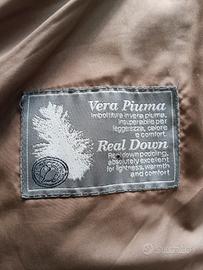 Vera Piuma
Imbottitura in vera piuma,
insuperabile per
leggerezza, calore
e comfort.
Real Down
Real down padding,
absolutely excellent
for lightness, warmth
and comfort